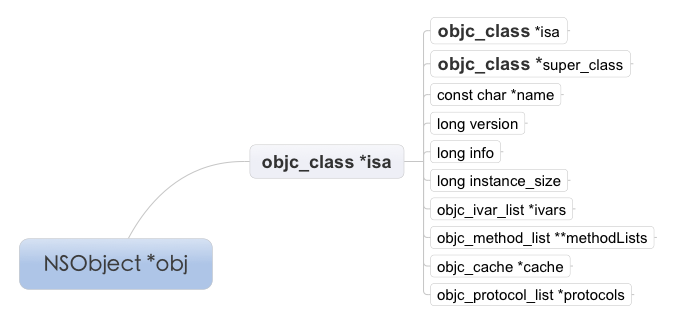 objc_class *isa
objc_class *super_class
const char *name
long version
long info
objc_class *isa
long instance_size
objc_ivar_list *ivars
objc_method_list **methodLists
NSObject *obj
objc_cache *cache
objc_protocol_list *protocols